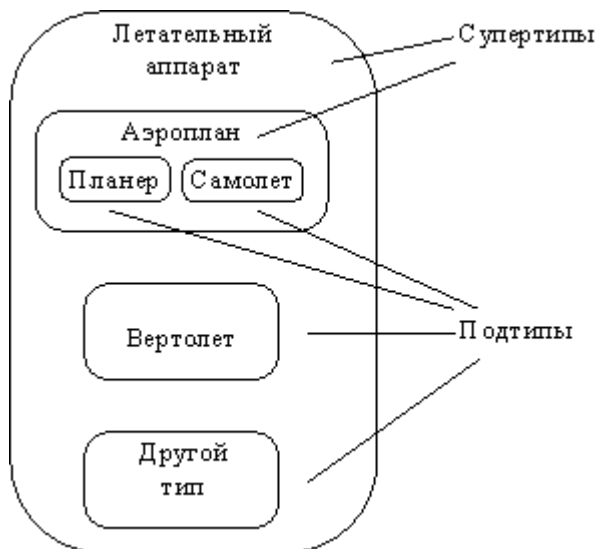 Летательный
аппарат
Супертипы
Аэроплан
Планер
Самолет
Вертолет
Подтипы
Другой
тип